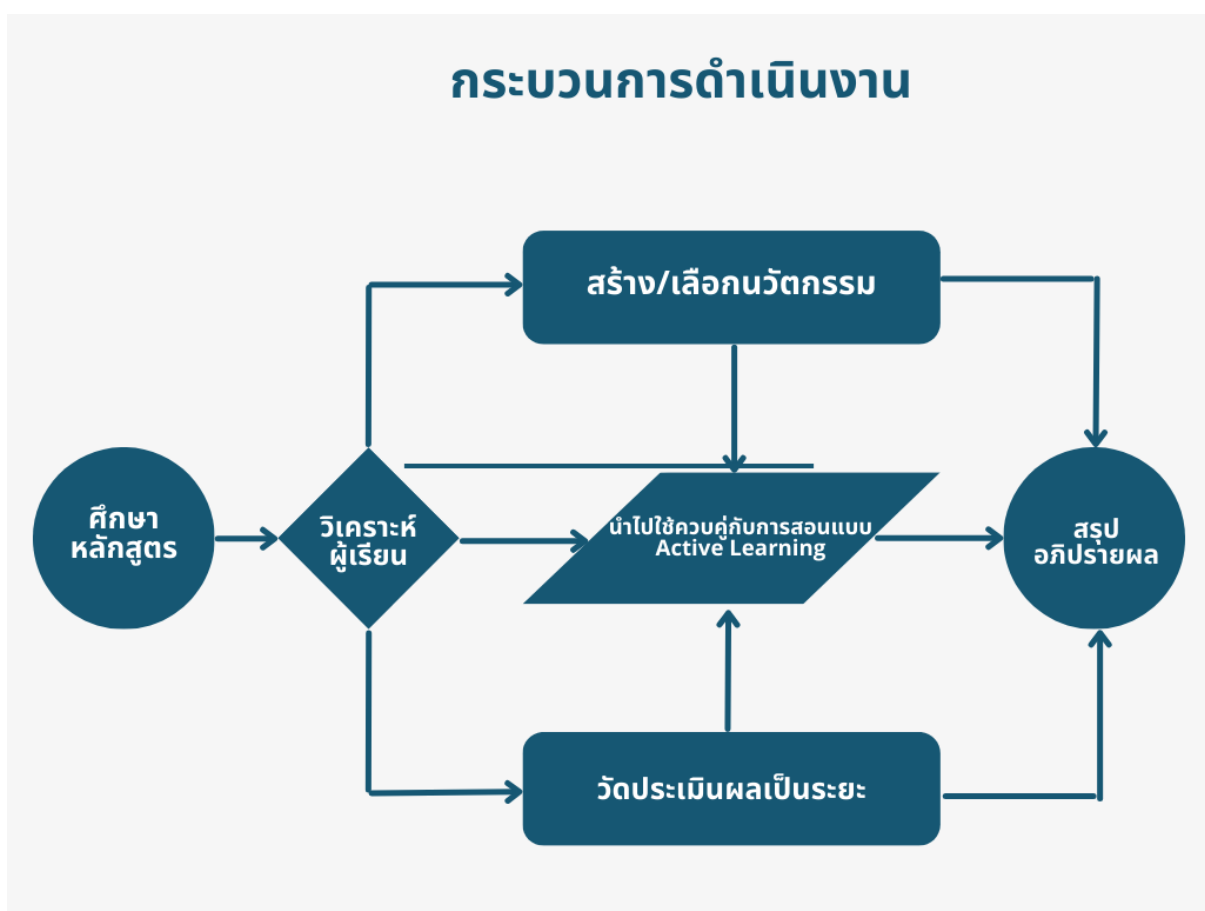 กระบวนการดำเนินงาน
สร้าง/เลือกนวัตกรรม
ศึกษา
หลักสูตร
วิเคราะห์
ผู้เรียน
นำไปใช้ควบคู่กับการสอนแบบ
Active Learning
สรุป
อภิปรายผล
วัดประเมินผลเป็นระยะ